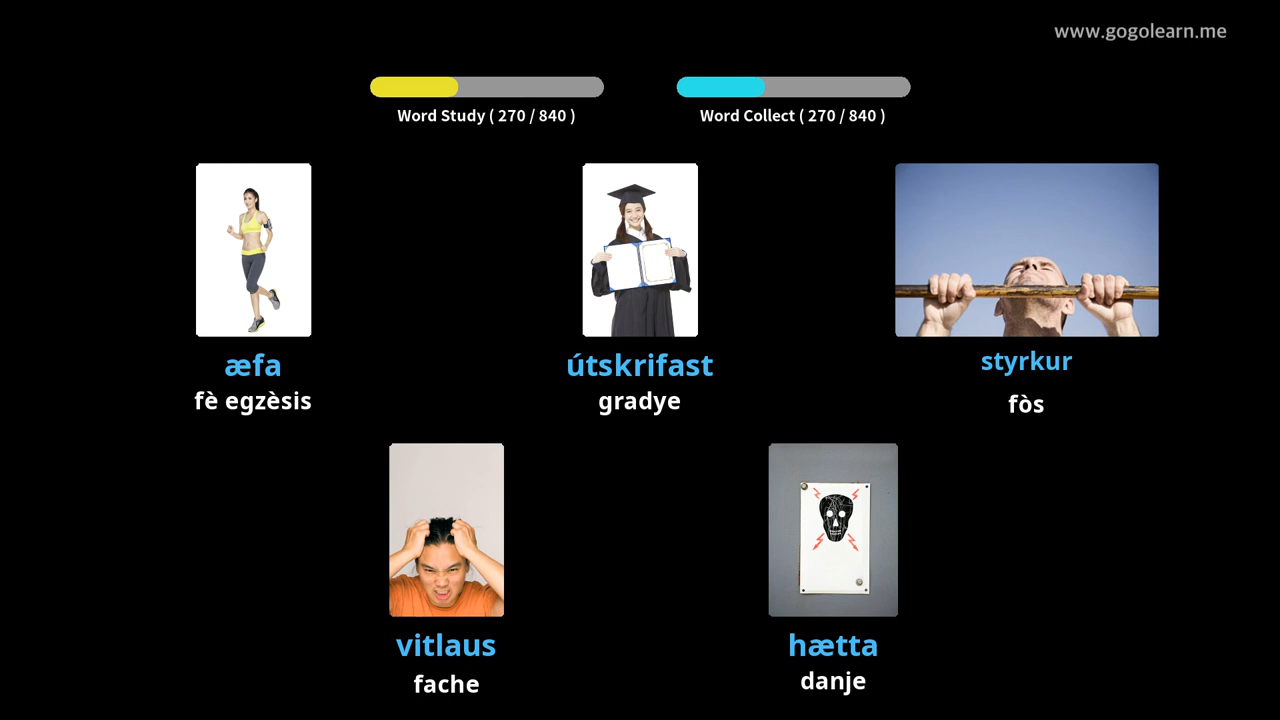 www.gogolearn.me
Word Study ( 270 / 840 )
Word Collect ( 270 / 840 )
æfa
fè egzèsis
útskrifast
gradye
styrkur
fòs
vitlaus
fache
hætta
danje